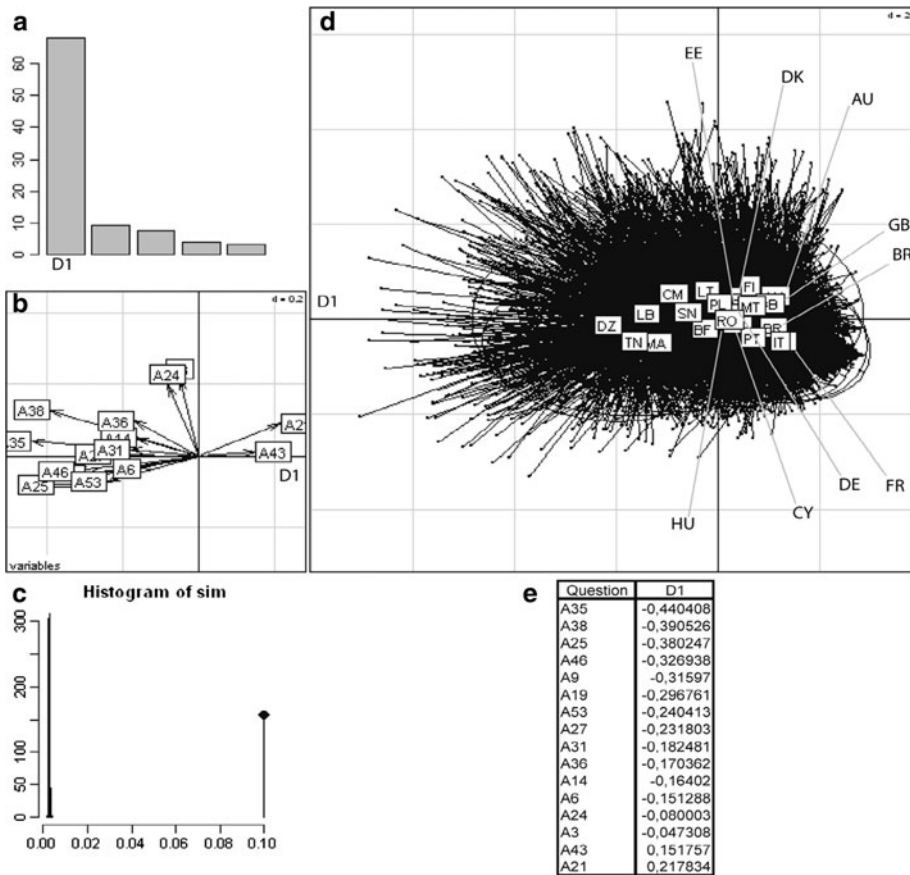 a
60
50
40
30
20
10
0
D1
b
d = 0.2
A24
A38
A36
A35
A14
A31
A43
D1
A46
A6
A25
A53
variables
c
Histogram of sim
300
200
100
50
0
0.00
0.02
0.04
0.06
0.08
0.10
d
EE
DK
AU
GB
BR
D1
FI
LT
CM
PL
MT
LB
SN
RO
DZ
BF
BR
TN
MA
PT
IT
DE
FR
HU
CY
e
Question D1
A35 -0,440408
A38 -0,390526
A25 -0,380247
A46 -0,326938
A9 -0,31597
A19 -0,296761
A53 -0,240413
A27 -0,231803
A31 -0,182481
A36 -0,170362
A14 -0,16402
A6 -0,151288
A24 -0,080003
A3 -0,047308
A43 0,151757
A21 0,217834